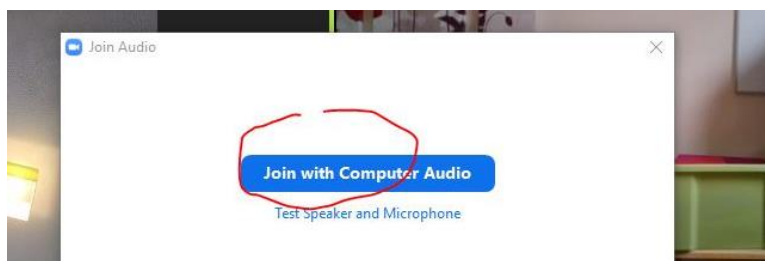 Join Audio
Join with Computer Audio
Test Speaker and Microphone